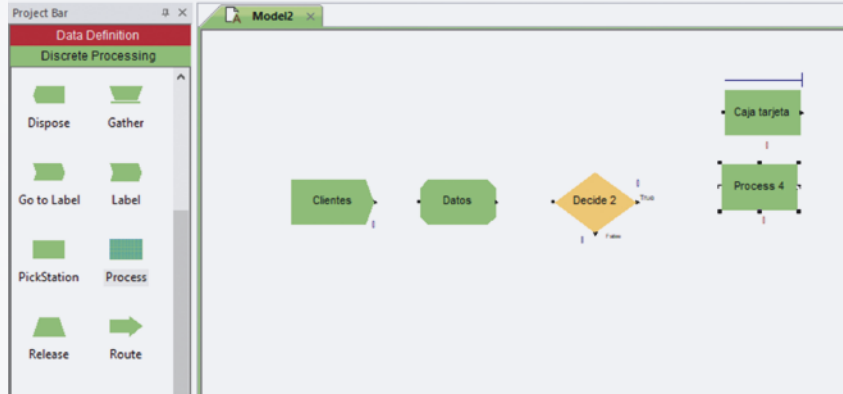 Project Bar
Data Definition
Discrete Processing
Dispose
Gather
Go to Label
Label
PickStation
Process
Release
Route
Model2
Clientes
Datos
Decide 2
True
False
Caja tarjeta
Process 4